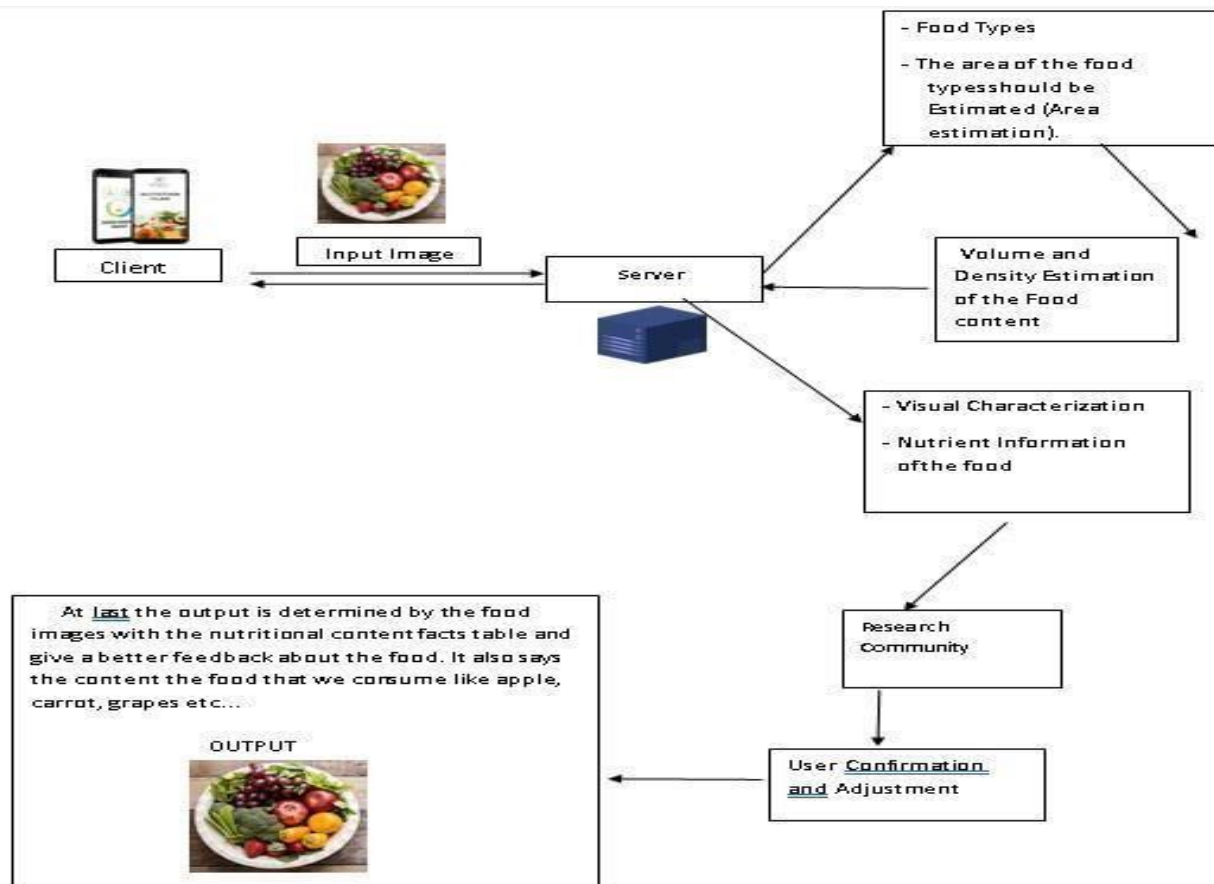 - Food Types
- The area of the food
typesshould be
Estimated (Area
estimation).
Input Image
Client
Server
Volume and
Density Estimation
of the Food
content
- Visual Characterization
- Nutrient Information
ofthe food
Research
Community
User Confirmation
and Adjustment
At last the output is determined by the food
images with the nutritional content facts table and
give a better feedback about the food. It also says
the content the food that we consume like apple,
carrot, grapes etc...
OUTPUT